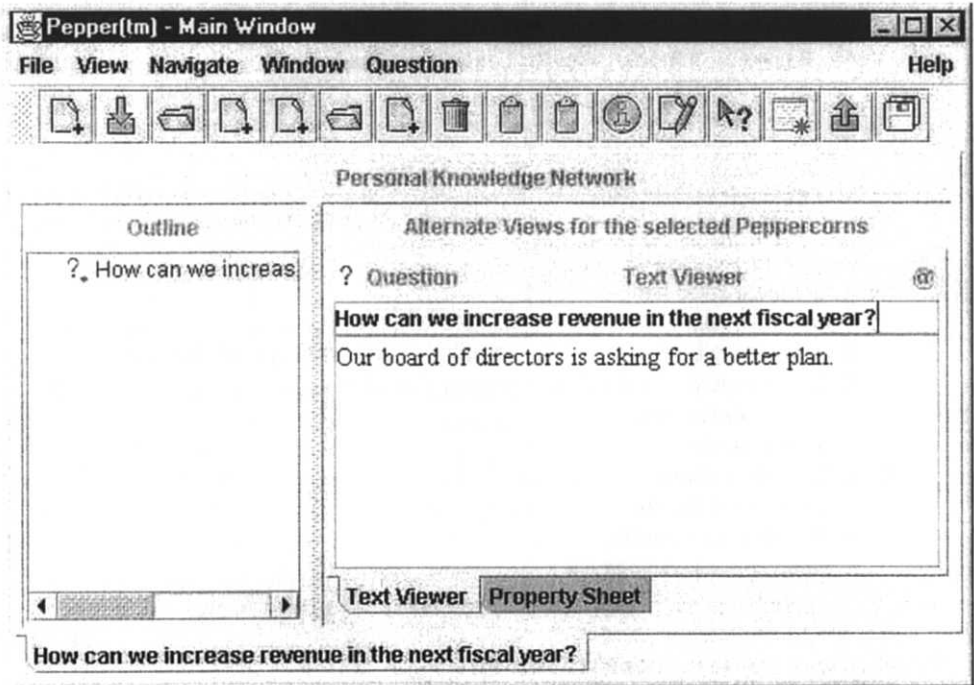 Pepper(tm) - Main Window
File View Navigate Window Question Help
Personal Knowledge Network
Outline
Alternate Views for the selected Peppercorns
? How can we increas
? Question Text Viewer @
How can we increase revenue in the next fiscal year?
Our board of directors is asking for a better plan.
Text Viewer Property Sheet
How can we increase revenue in the next fiscal year?